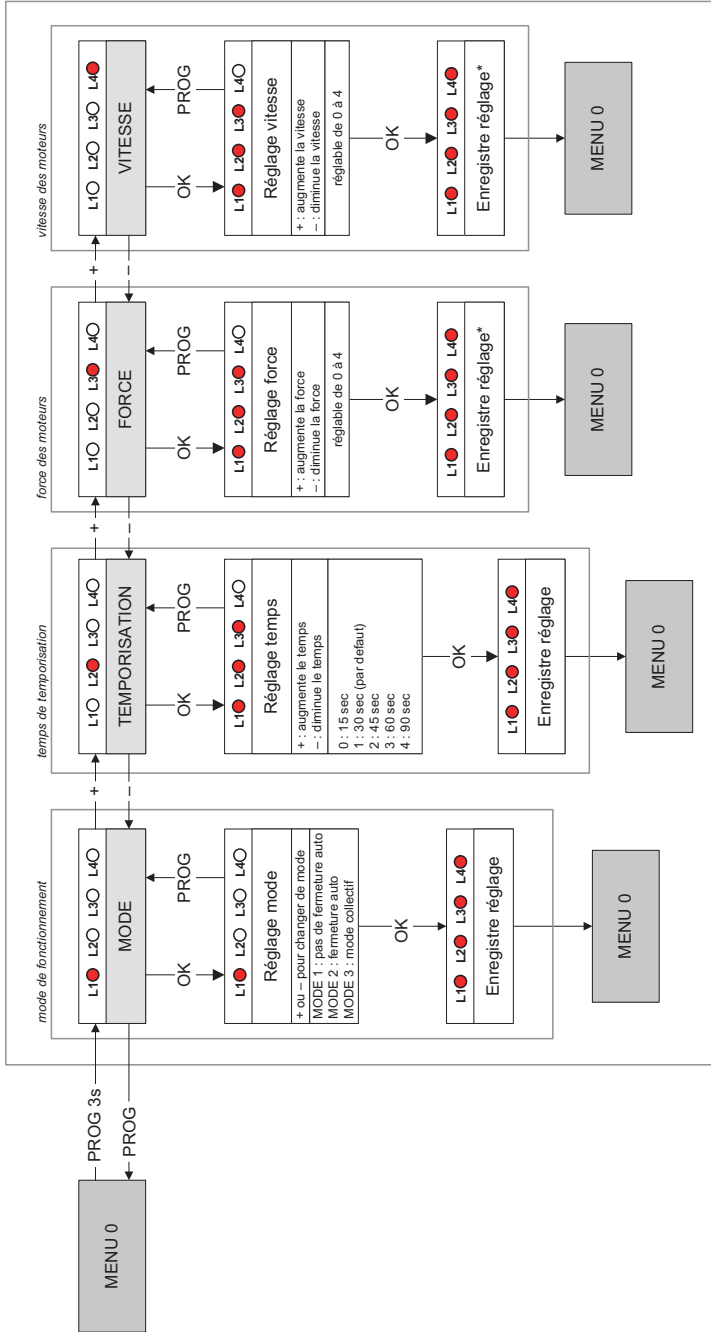 MENU 0
PROG 3s
PROG
mode de fonctionnement
L1 L2 L3 L4
MODE
OK
PROG
L1 L2 L3 L4
Réglage mode
+ ou – pour changer de mode
MODE 1 : pas de fermeture auto
MODE 2 : fermeture auto
MODE 3 : mode collectif
OK
L1 L2 L3 L4
Enregistre réglage
MENU 0
+
–
temps de temporisation
L1 L2 L3 L4
TEMPORISATION
OK
PROG
L1 L2 L3 L4
Réglage temps
+ : augmente le temps
– : diminue le temps
0 : 15 sec
1 : 30 sec (par defaut)
2 : 45 sec
3 : 60 sec
4 : 90 sec
OK
L1 L2 L3 L4
Enregistre réglage
MENU 0
+
–
force des moteurs
L1 L2 L3 L4
FORCE
OK
PROG
L1 L2 L3 L4
Réglage force
+ : augmente la force
– : diminue la force
réglable de 0 à 4
OK
L1 L2 L3 L4
Enregistre réglage*
MENU 0
+
–
vitesse des moteurs
L1 L2 L3 L4
VITESSE
OK
PROG
L1 L2 L3 L4
Réglage vitesse
+ : augmente la vitesse
– : diminue la vitesse
réglable de 0 à 4
OK
L1 L2 L3 L4
Enregistre réglage*
MENU 0